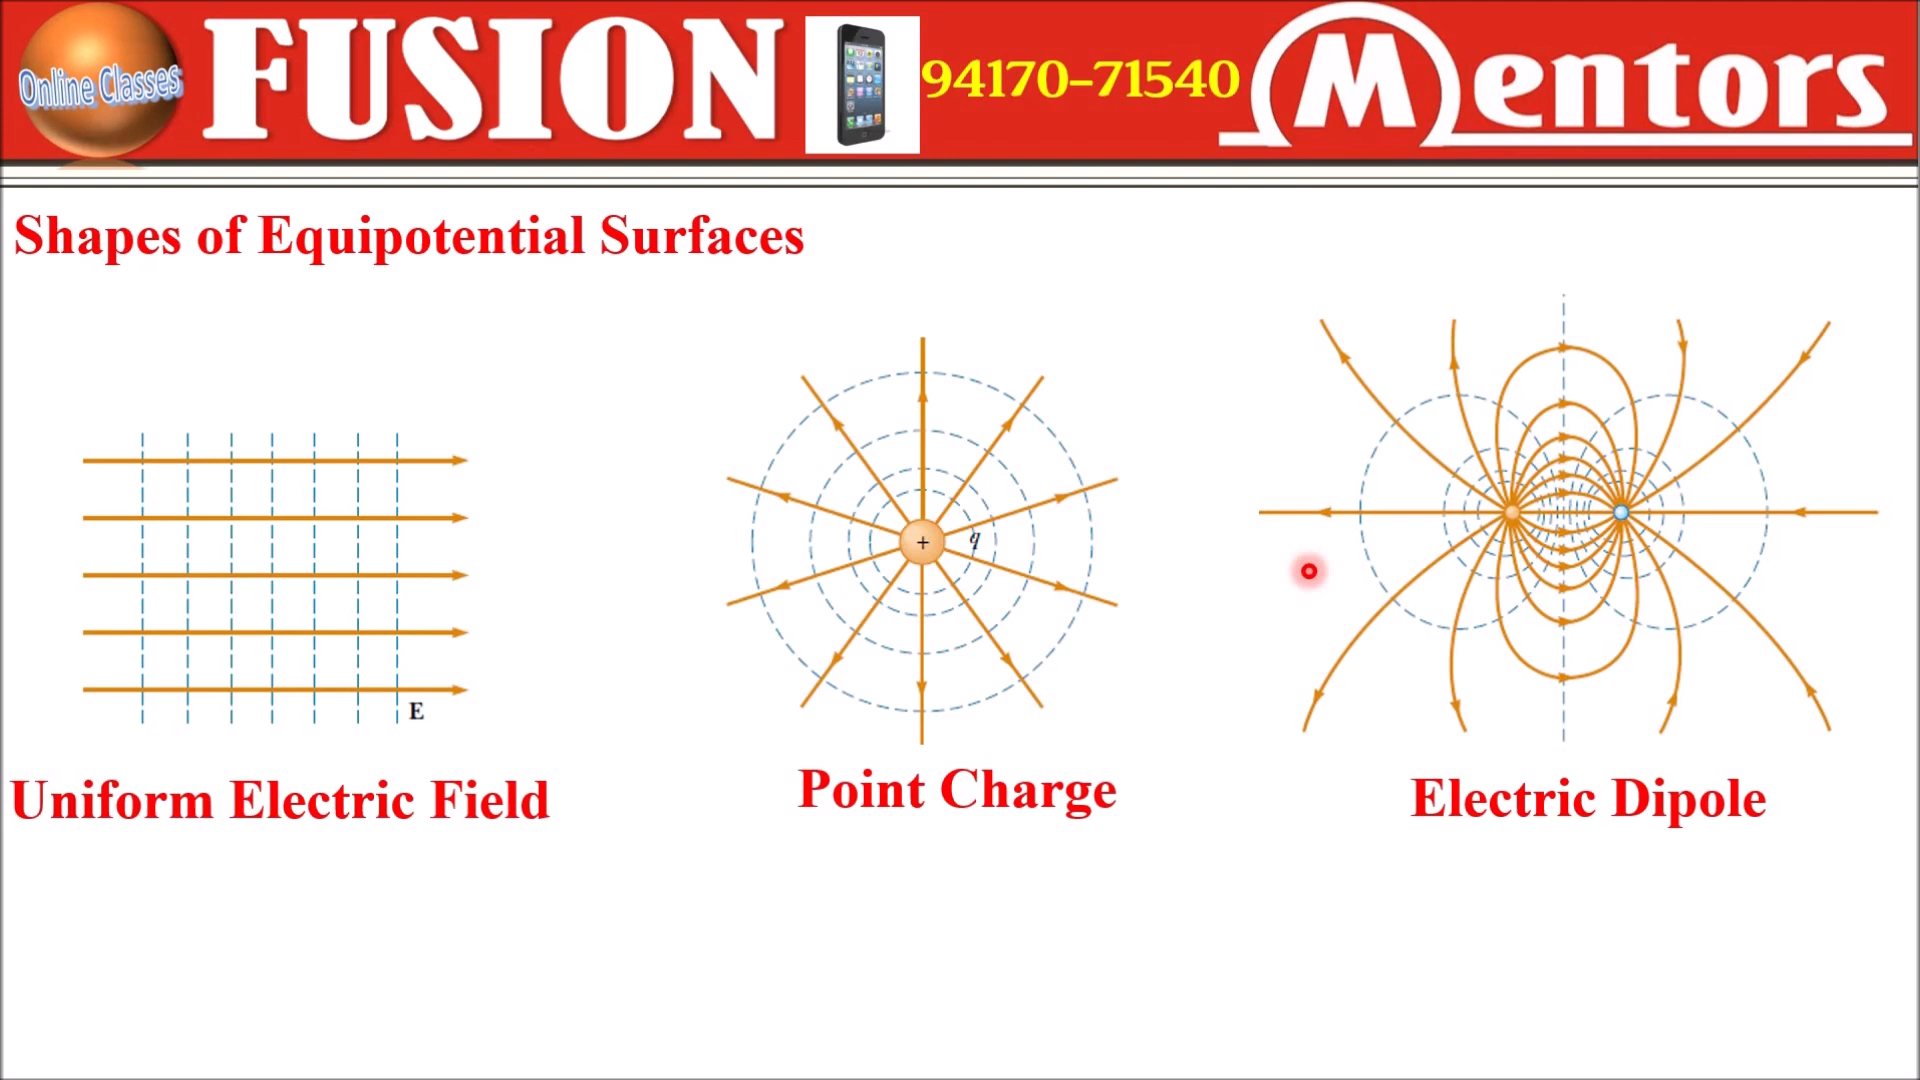 Online Classes
FUSION
94170-71540
Mentors
Shapes of Equipotential Surfaces
+
q
E
Uniform Electric Field
Point Charge
Electric Dipole